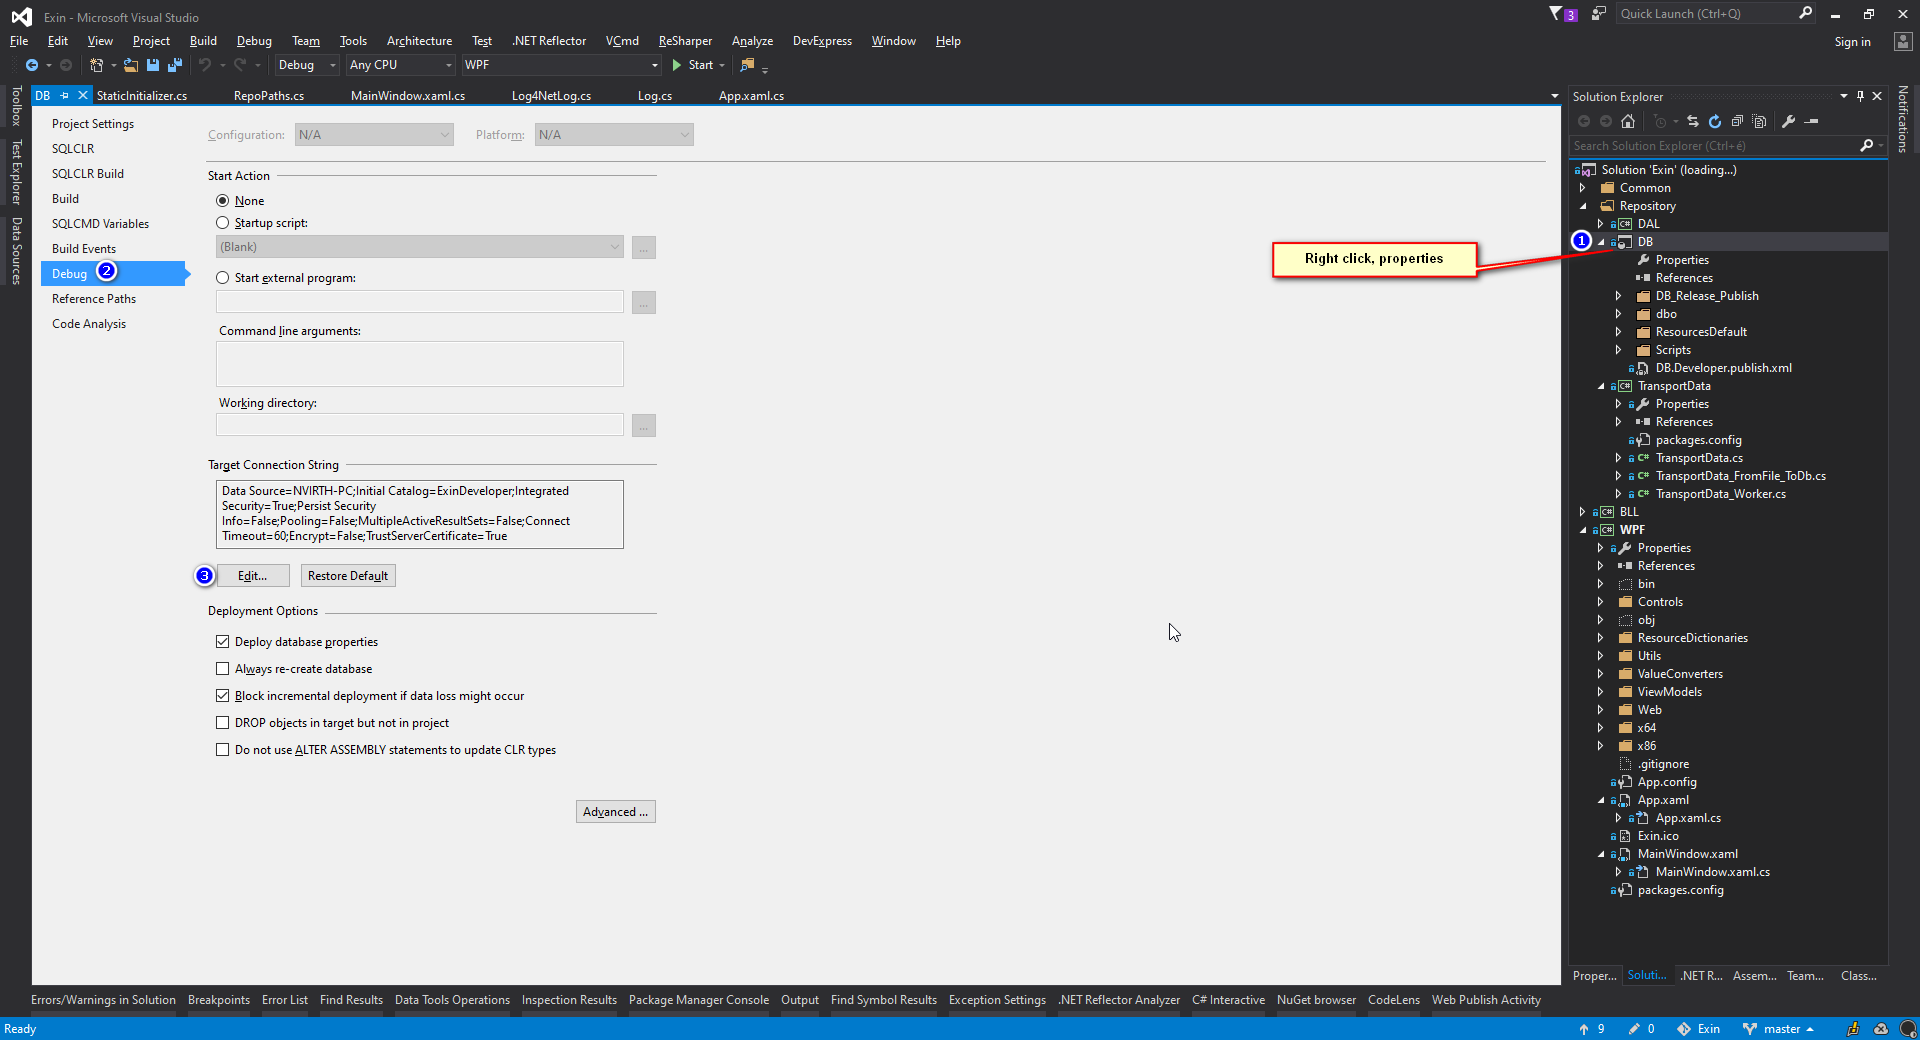 Exin - Microsoft Visual Studio
3
Quick Launch (Ctrl+Q)
File Edit View Project Build Debug Team Tools Architecture Test .NET Reflector VCmd ReSharper Analyze DevExpress Window Help
Sign in
Debug Any CPU WPF Start
Toolbox
Test Explorer
Data Sources
DB StaticInitializer.cs RepoPaths.cs MainWindow.xaml.cs Log4NetLog.cs Log.cs App.xaml.cs
Project Settings
SQLCLR
SQLCLR Build
Build
SQLCMD Variables
Build Events
Debug 2
Reference Paths
Code Analysis
Configuration: N/A Platform: N/A
Start Action
None
Startup script:
(Blank)
...
Start external program:
...
Command line arguments:
Working directory:
...
Target Connection String
Data Source=NVIRTH-PC;Initial Catalog=ExinDeveloper;Integrated
Security=True;Persist Security
Info=False;Pooling=False;MultipleActiveResultSets=False;Connect
Timeout=60;Encrypt=False;TrustServerCertificate=True
3 Edit... Restore Default
Deployment Options
Deploy database properties
Always re-create database
Block incremental deployment if data loss might occur
DROP objects in target but not in project
Do not use ALTER ASSEMBLY statements to update CLR types
Advanced ...
Right click, properties
Solution Explorer
Search Solution Explorer (Ctrl+é)
Solution 'Exin' (loading...)
Common
Repository
DAL
1 DB
Properties
References
DB_Release_Publish
dbo
ResourcesDefault
Scripts
DB.Developer.publish.xml
C# TransportData
Properties
References
packages.config
C# TransportData.cs
C# TransportData_FromFile_ToDb.cs
C# TransportData_Worker.cs
C# BLL
C# WPF
Properties
References
bin
Controls
obj
ResourceDictionaries
Utils
ValueConverters
ViewModels
Web
x64
x86
.gitignore
App.config
App.xaml
App.xaml.cs
Exin.ico
MainWindow.xaml
MainWindow.xaml.cs
packages.config
Proper... Soluti... .NET R... Assem... Team... Class...
Notifications
Errors/Warnings in Solution Breakpoints Error List Find Results Data Tools Operations Inspection Results Package Manager Console Output Find Symbol Results Exception Settings .NET Reflector Analyzer C# Interactive NuGet browser CodeLens Web Publish Activity
Ready
9 0 Exin master